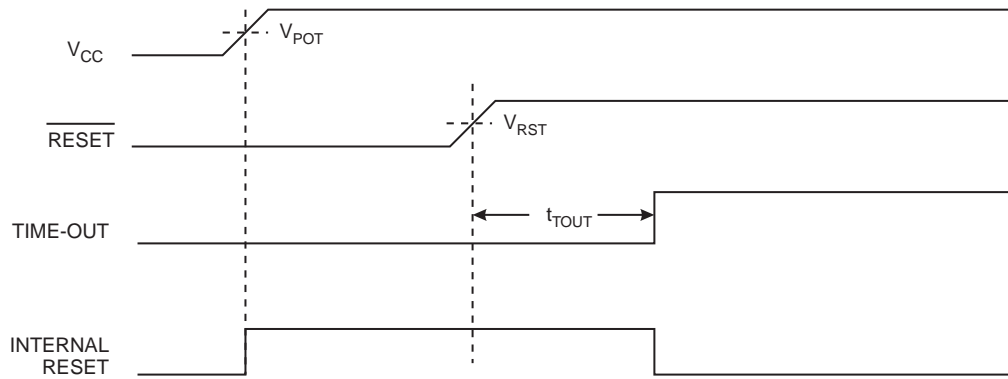 V_CC
V_POT
RESET
V_RST
TIME-OUT
t_TOUT
INTERNAL
RESET